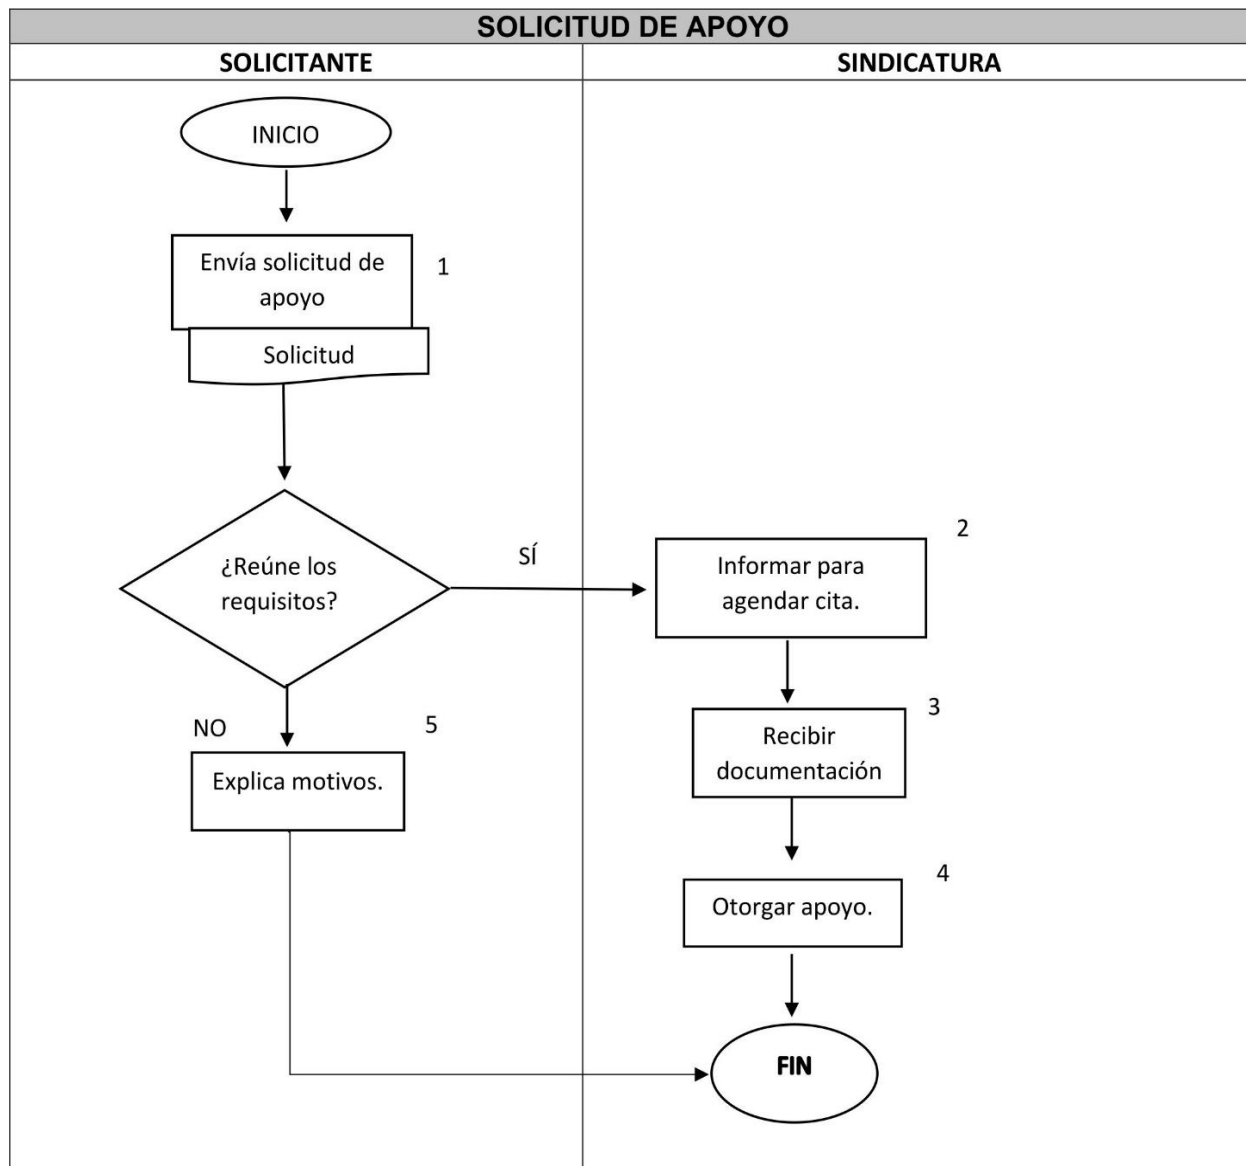 SOLICITUD DE APOYO
SOLICITANTE
SINDICATURA
INICIO
Envía solicitud de
apoyo
1
Solicitud
¿Reúne los
requisitos?
SÍ
2
Informar para
agendar cita.
3
Recibir
documentación
NO
5
Explica motivos.
4
Otorgar apoyo.
FIN